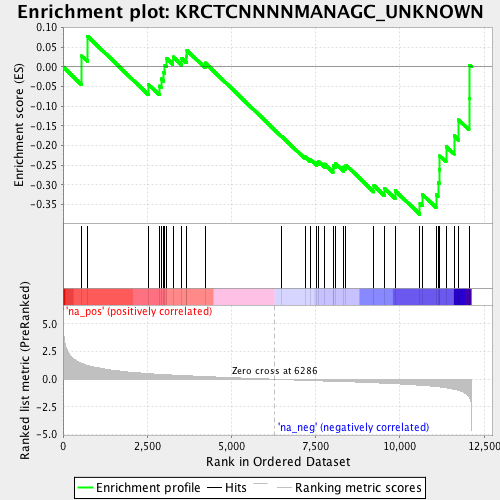 Enrichment plot: KRCTCNNNNMANAGC_UNKNOWN
Enrichment score (ES)
0.10
0.05
0.00
-0.05
-0.10
-0.15
-0.20
-0.25
-0.30
-0.35
'na_pos' (positively correlated)
Ranked list metric (PreRanked)
5.0
2.5
0.0
-2.5
-5.0
Zero cross at 6286
'na_neg' (negatively correlated)
0
2,500
5,000
7,500
10,000
12,500
Rank in Ordered Dataset
Enrichment profile
Hits
Ranking metric scores